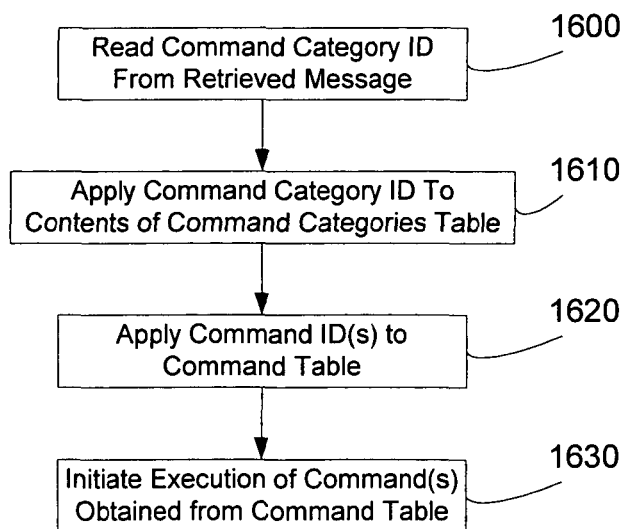 1600
Read Command Category ID
From Retrieved Message
1610
Apply Command Category ID To
Contents of Command Categories Table
1620
Apply Command ID(s) to
Command Table
1630
Initiate Execution of Command(s)
Obtained from Command Table